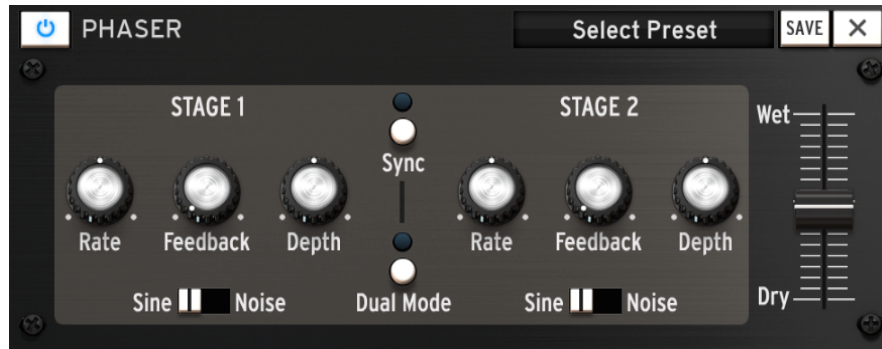 PHASER
Select Preset
SAVE
STAGE 1
STAGE 2
Wet
Sync
Rate
Feedback
Depth
Rate
Feedback
Depth
Sine
Noise
Dual Mode
Sine
Noise
Dry